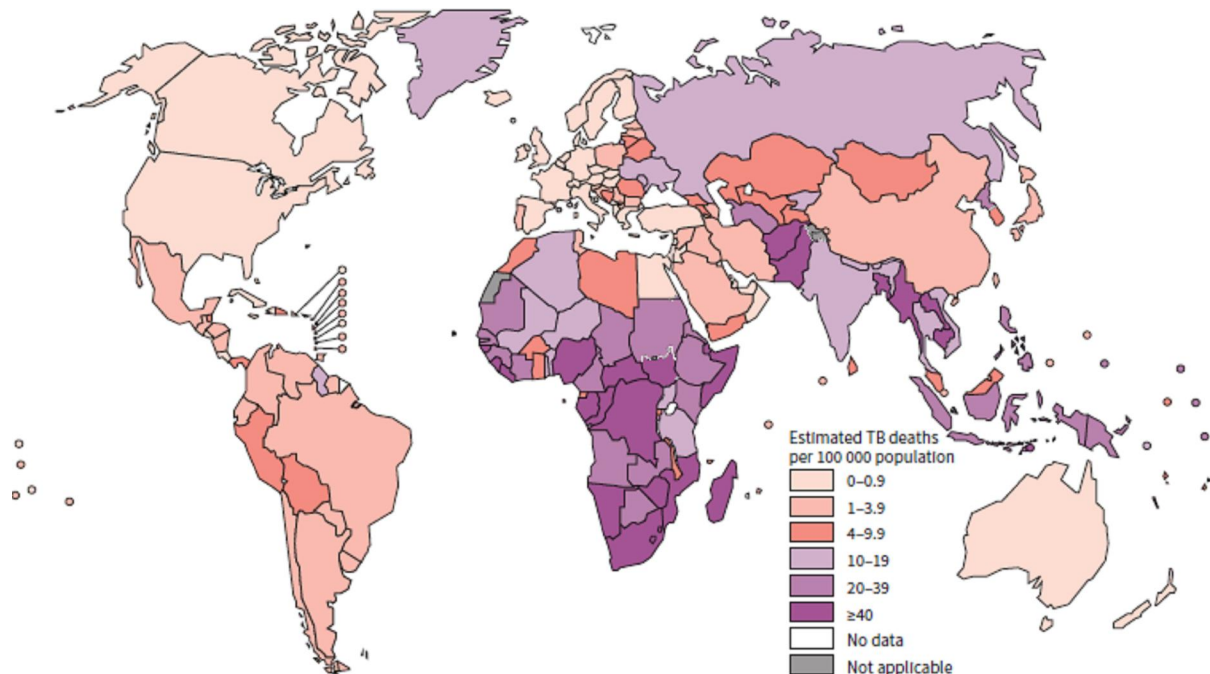 Estimated TB deaths
per 100 000 population
0–0.9
1–3.9
4–9.9
10–19
20–39
≥40
No data
Not applicable